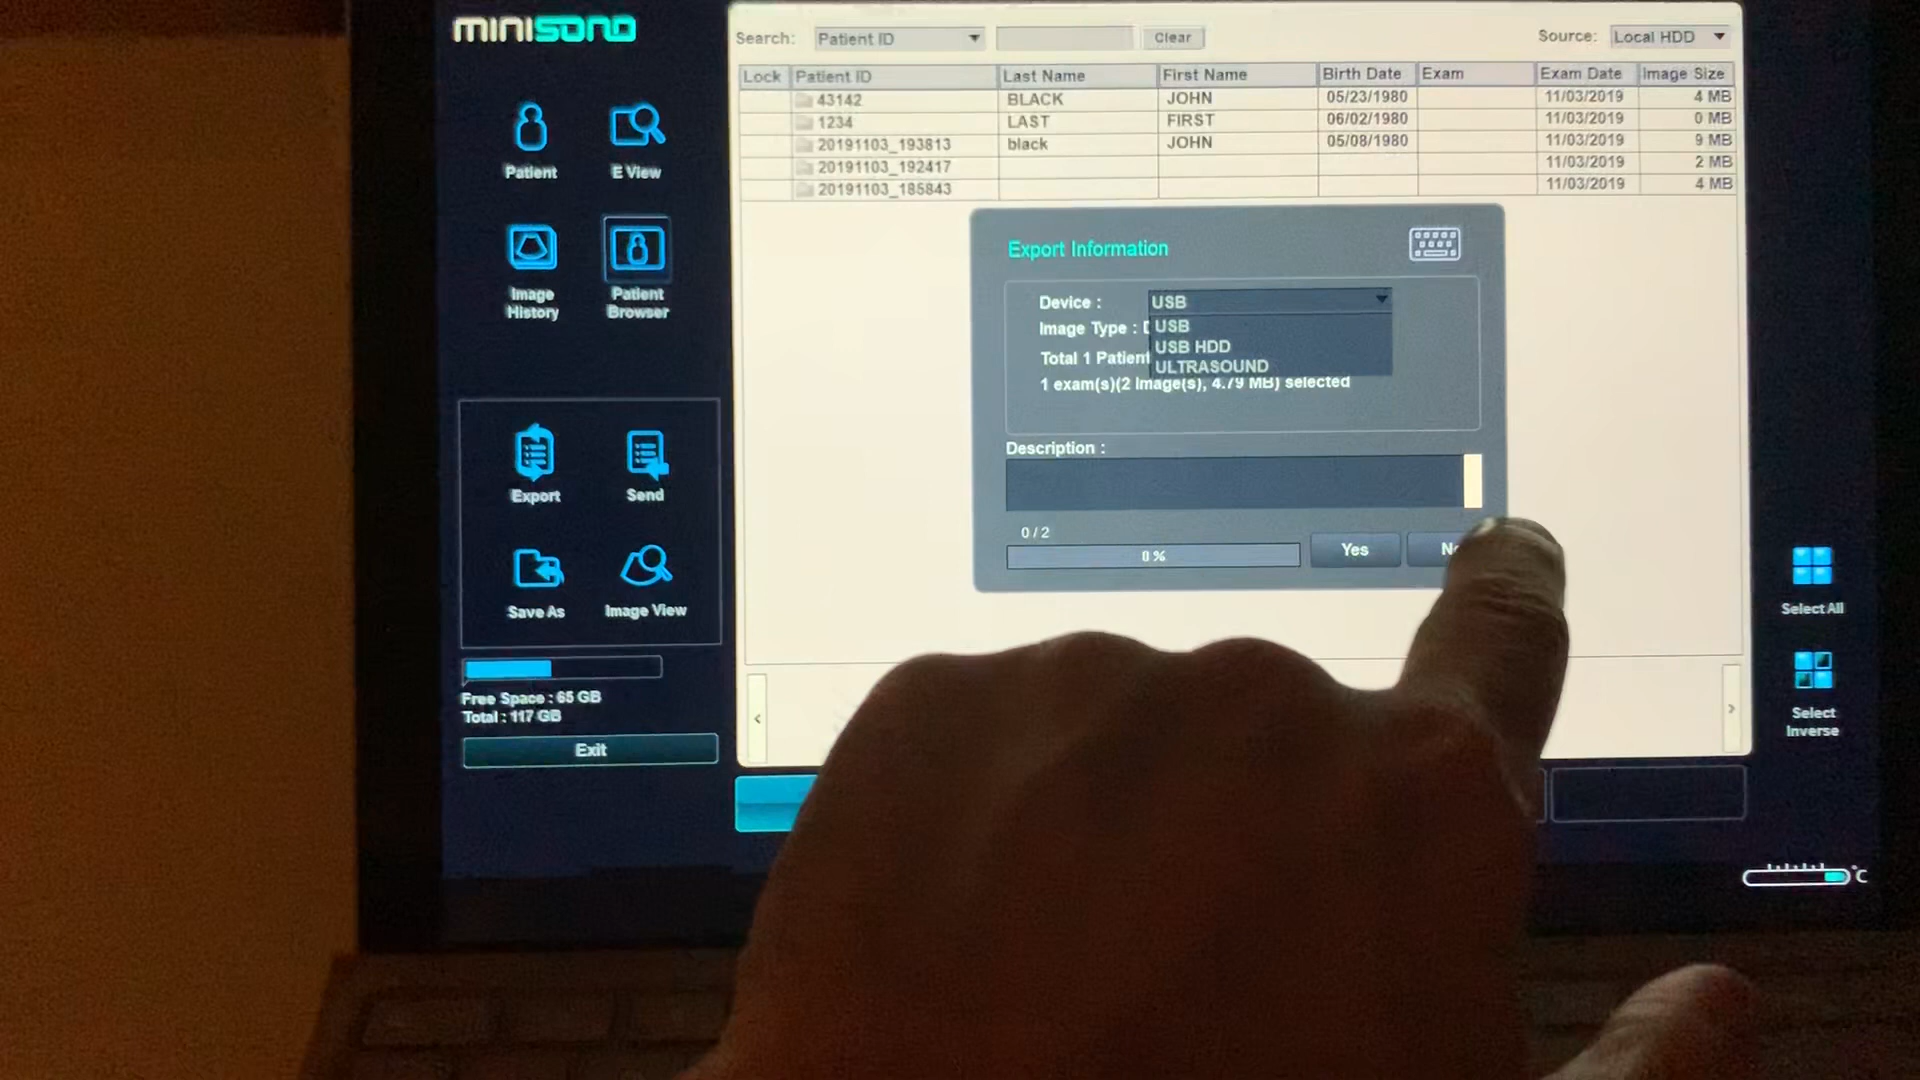 MINISONO
Search: Patient ID Clear Source: Local HDD
Lock Patient ID Last Name First Name Birth Date Exam Exam Date Image Size
43142 BLACK JOHN 05/23/1980 11/03/2019 4 MB
1234 LAST FIRST 06/02/1980 11/03/2019 0 MB
20191103_193813 black JOHN 05/08/1980 11/03/2019 9 MB
20191103_192417 11/03/2019 2 MB
20191103_185843 11/03/2019 4 MB
Patient E View
Image History Patient Browser
Export Send
Save As Image View
Free Space : 65 GB
Total : 117 GB
Exit
Export Information
Device : USB
Image Type :
USB
USB HDD
ULTRASOUND
Total 1 Patient
1 exam(s)(2 Image(s), 4.79 MB) selected
Description :
0 / 2
0 %
Yes
Select All
Select Inverse
< >
°C